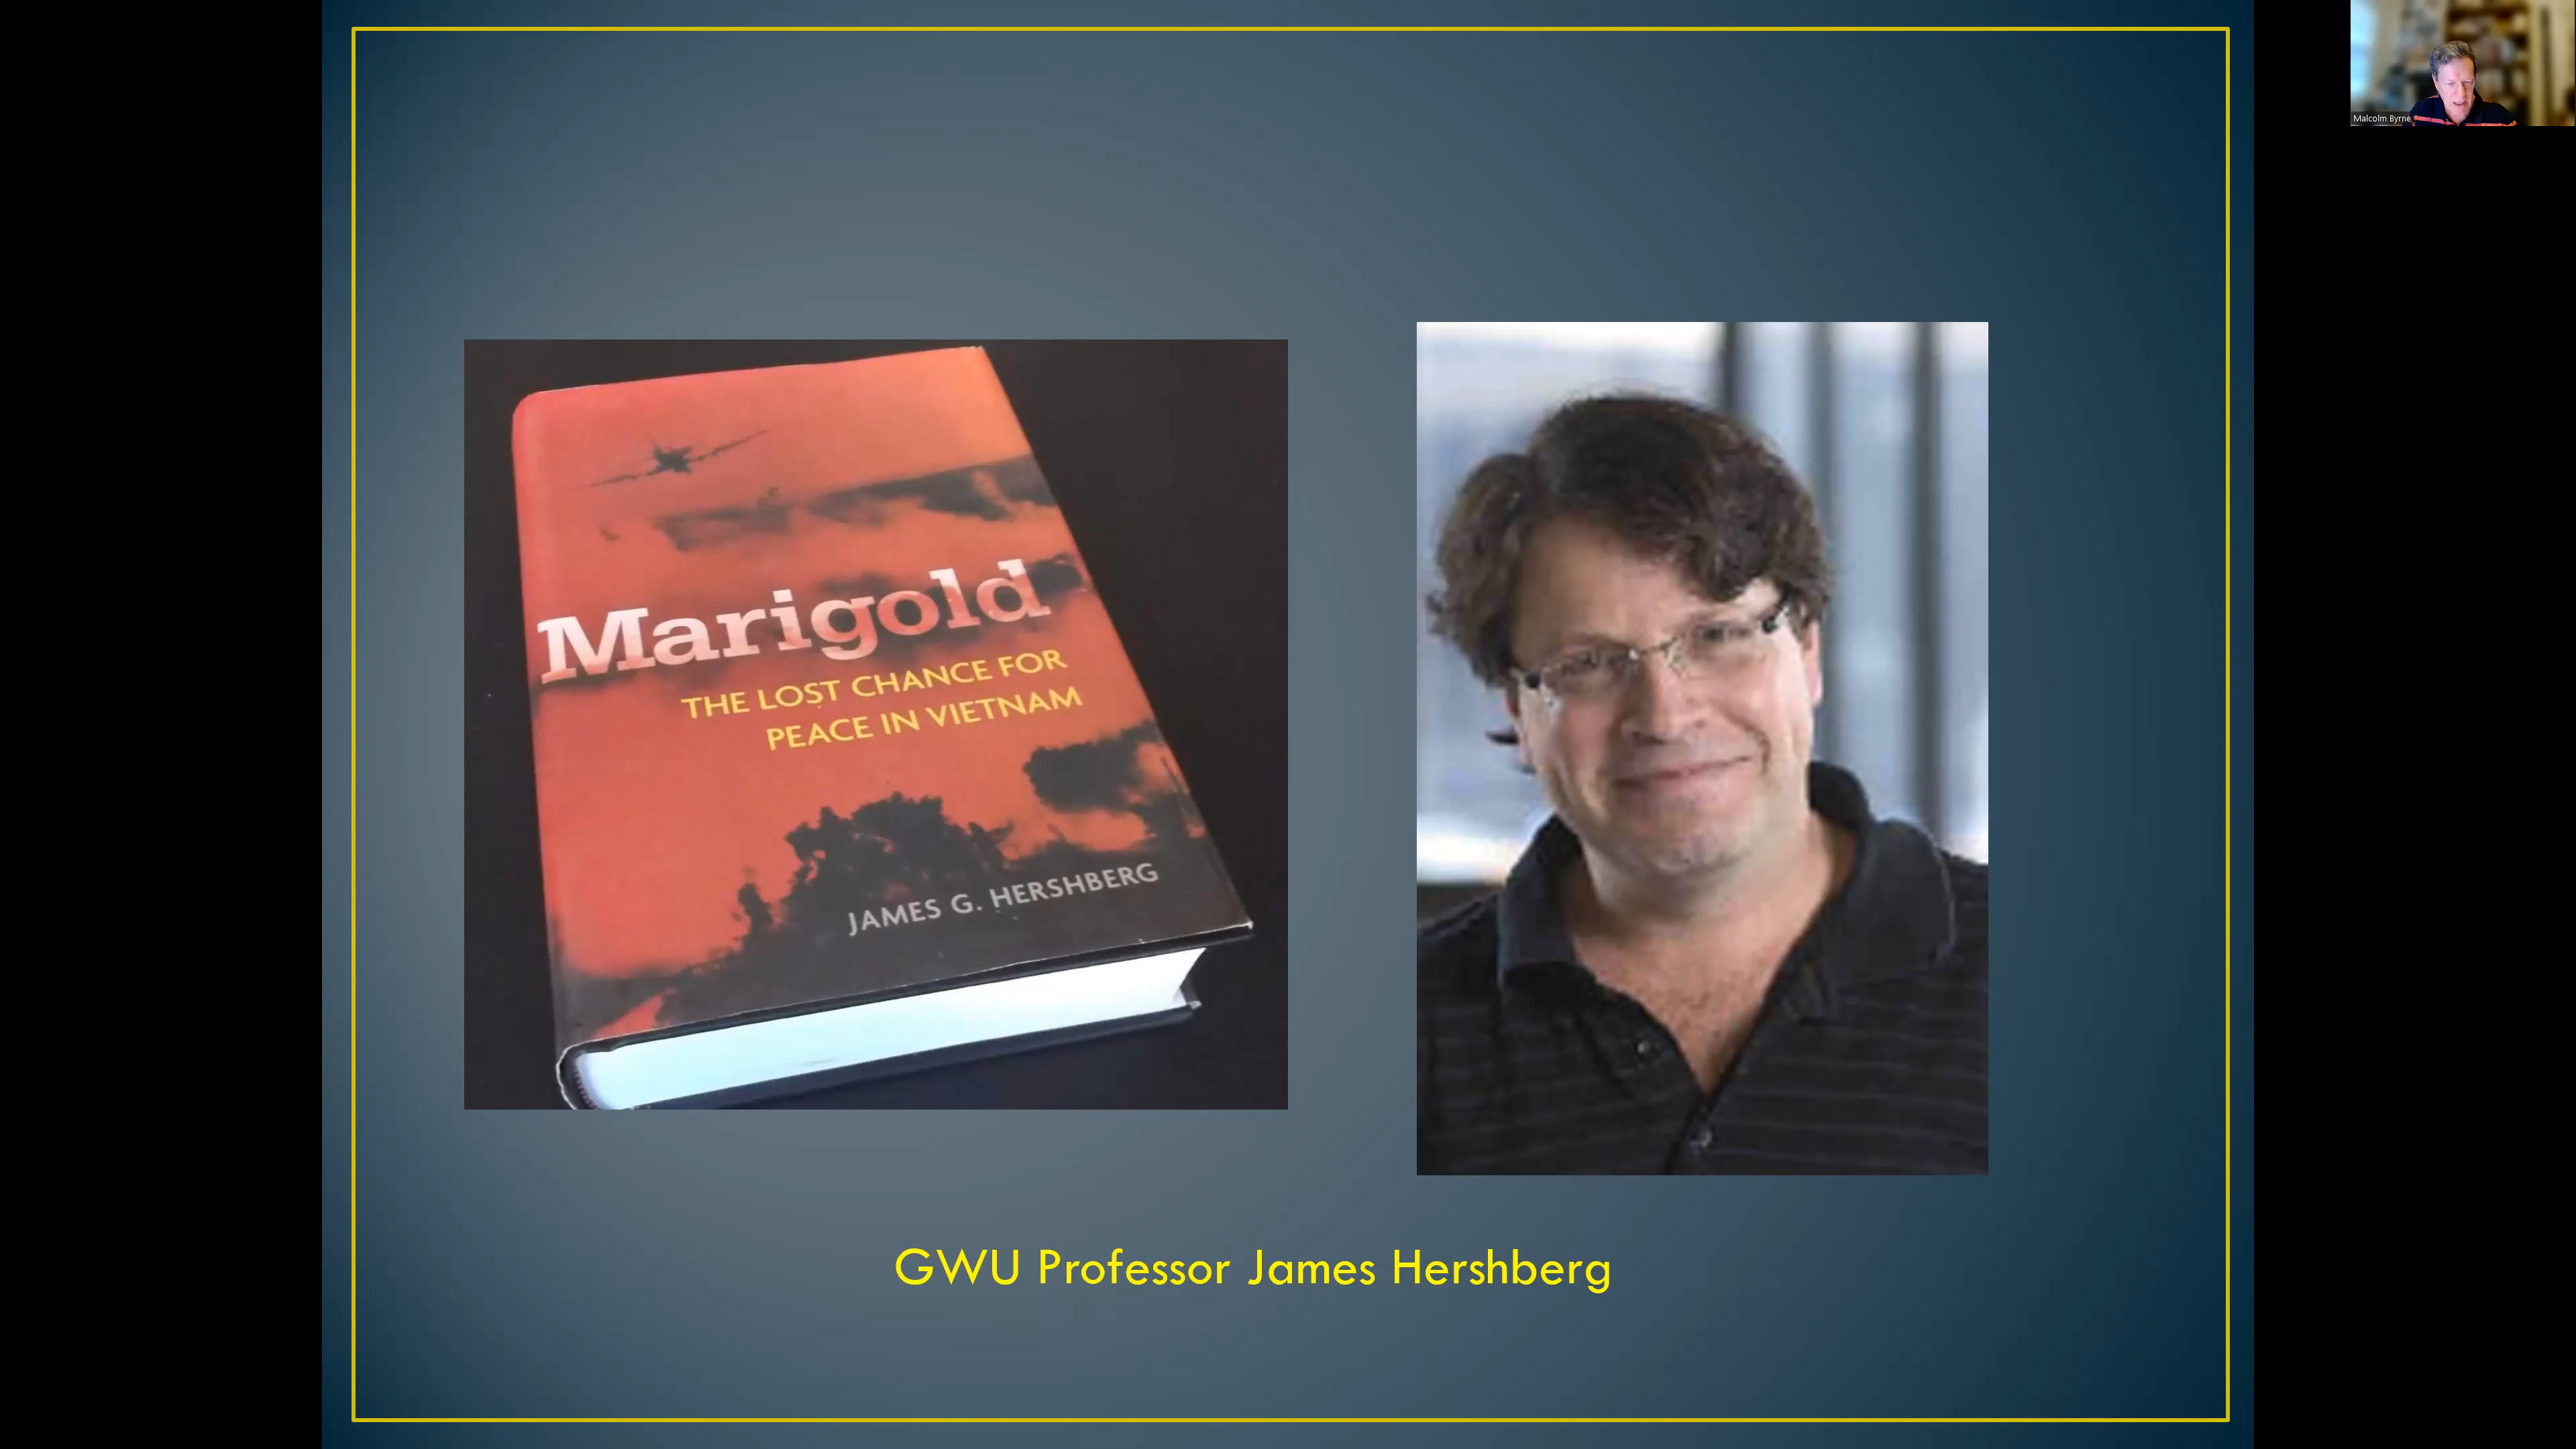 Malcolm Byrne
Marigold
THE LOST CHANCE FOR
PEACE IN VIETNAM
JAMES G. HERSHBERG
GWU Professor James Hershberg